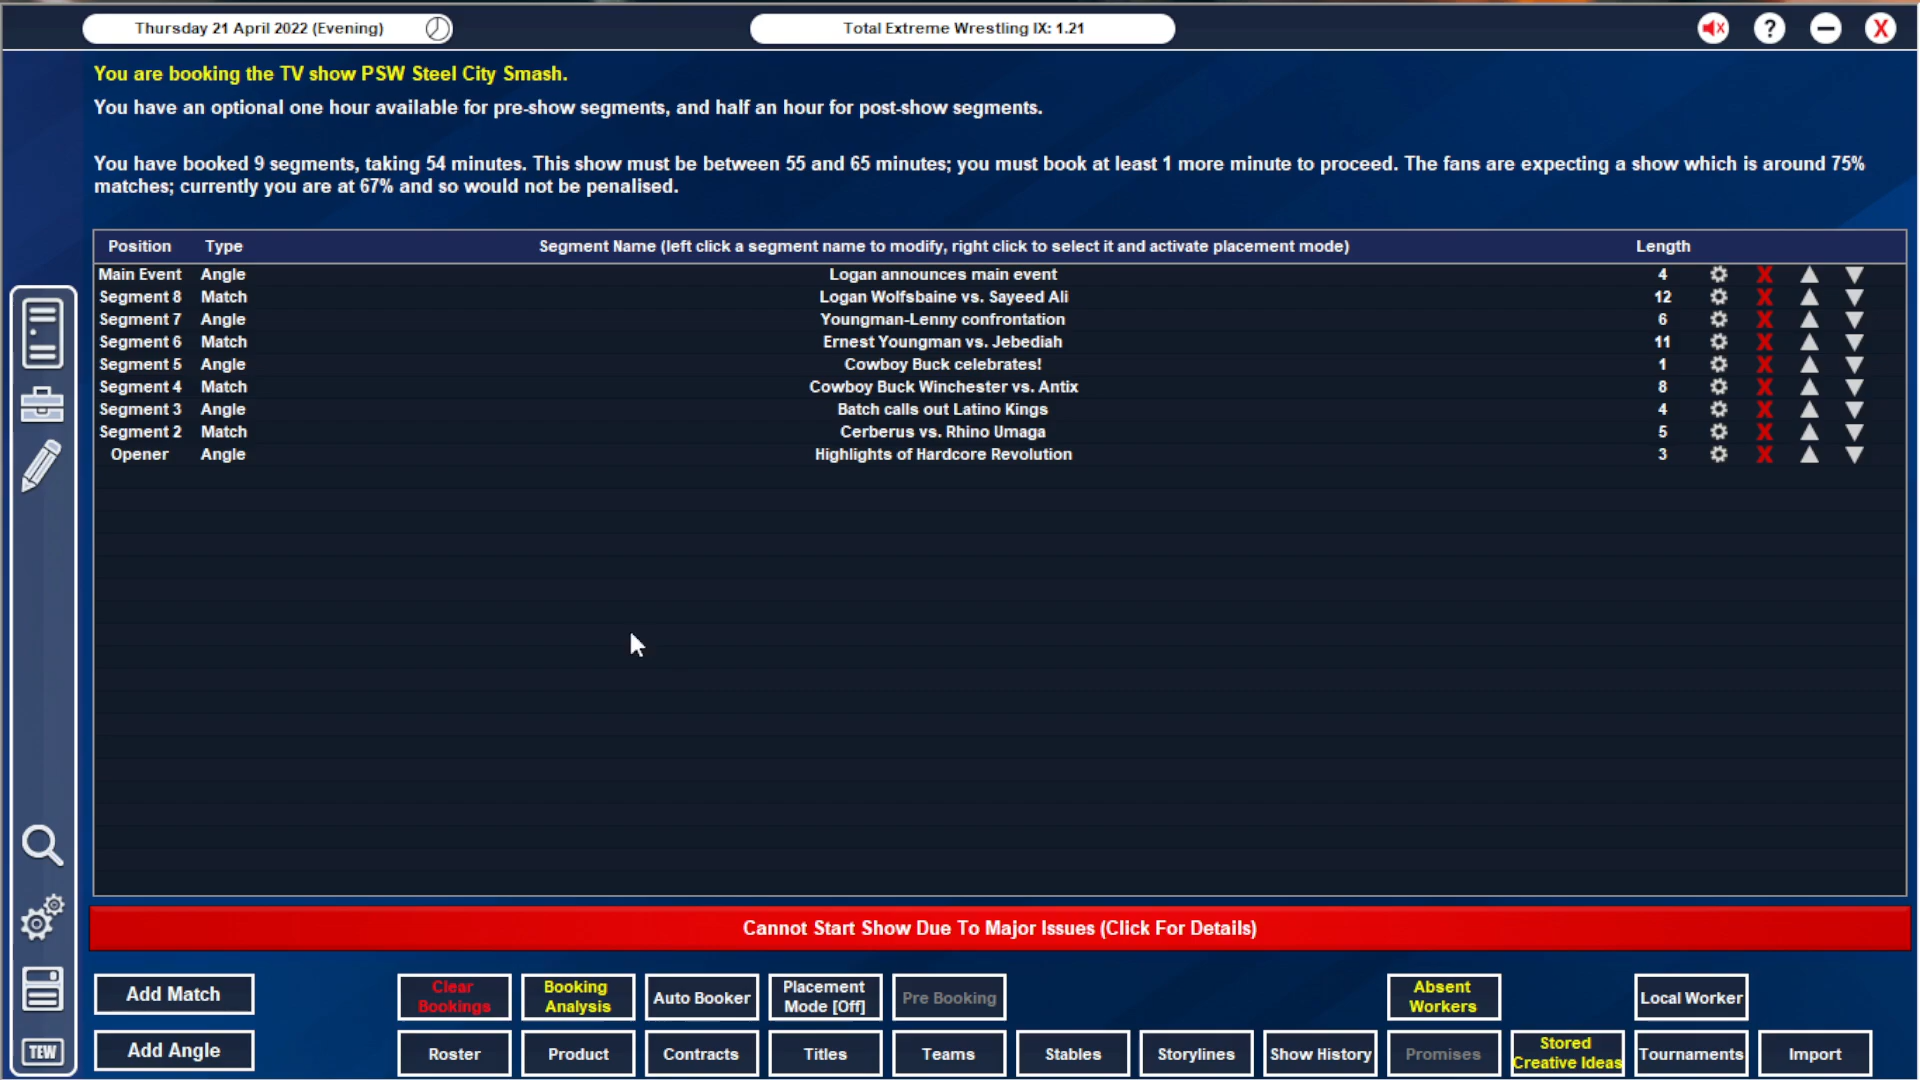 Thursday 21 April 2022 (Evening)
Total Extreme Wrestling IX: 1.21
?
X
You are booking the TV show PSW Steel City Smash.
You have an optional one hour available for pre-show segments, and half an hour for post-show segments.
You have booked 9 segments, taking 54 minutes. This show must be between 55 and 65 minutes; you must book at least 1 more minute to proceed. The fans are expecting a show which is around 75%
matches; currently you are at 67% and so would not be penalised.
Position Type Segment Name (left click a segment name to modify, right click to select it and activate placement mode) Length
Main Event Angle Logan announces main event 4 X
Segment 8 Match Logan Wolfsbaine vs. Sayeed Ali 12 X
Segment 7 Angle Youngman-Lenny confrontation 6 X
Segment 6 Match Ernest Youngman vs. Jebediah 11 X
Segment 5 Angle Cowboy Buck celebrates! 1 X
Segment 4 Match Cowboy Buck Winchester vs. Antix 8 X
Segment 3 Angle Batch calls out Latino Kings 4 X
Segment 2 Match Cerberus vs. Rhino Umaga 5 X
Opener Angle Highlights of Hardcore Revolution 3 X
Cannot Start Show Due To Major Issues (Click For Details)
Add Match
Clear
Bookings
Booking
Analysis
Auto Booker
Placement
Mode [Off]
Pre Booking
Absent
Workers
Local Worker
TEW
Add Angle
Roster
Product
Contracts
Titles
Teams
Stables
Storylines
Show History
Promises
Stored
Creative Ideas
Tournaments
Import